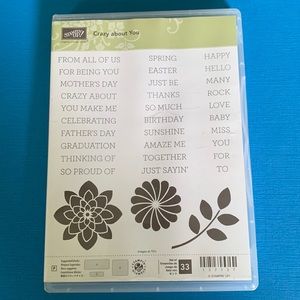 STAMPIN' UP!
Crazy about You
FROM ALL OF US
FOR BEING YOU
MOTHER'S DAY
CRAZY ABOUT
YOU MAKE ME
CELEBRATING
FATHER'S DAY
GRADUATION
THINKING OF
SO PROUD OF
SPRING
EASTER
JUST BE
THANKS
SO MUCH
BIRTHDAY
SUNSHINE
AMAZE ME
TOGETHER
JUST SAYIN'
HAPPY
HELLO
MANY
ROCK
LOVE
BABY
MISS
YOU
FOR
TO
33